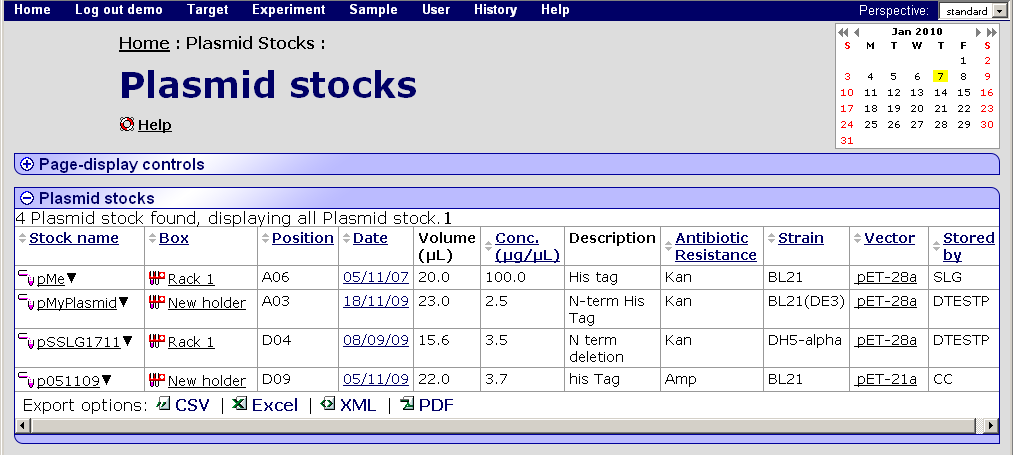 Home Log out demo Target Experiment Sample User History Help Perspective: standard
Home : Plasmid Stocks :
Plasmid stocks
Help
Jan 2010
S M T W T F S
1 2
3 4 5 6 7 8 9
10 11 12 13 14 15 16
17 18 19 20 21 22 23
24 25 26 27 28 29 30
31
Page-display controls
Plasmid stocks
4 Plasmid stock found, displaying all Plasmid stock.1
Stock name Box Position Date Volume (µL) Conc. (µg/µL) Description Antibiotic Resistance Strain Vector Stored by
pMe Rack 1 A06 05/11/07 20.0 100.0 His tag Kan BL21 pET-28a SLG
pMyPlasmid New holder A03 18/11/09 23.0 2.5 N-term His Tag Kan BL21(DE3) pET-28a DTESTP
pSSLG1711 Rack 1 D04 08/09/09 15.6 3.5 N term deletion Kan DH5-alpha pET-28a DTESTP
p051109 New holder D09 05/11/09 22.0 3.7 his Tag Amp BL21 pET-21a CC
Export options: CSV | Excel | XML | PDF